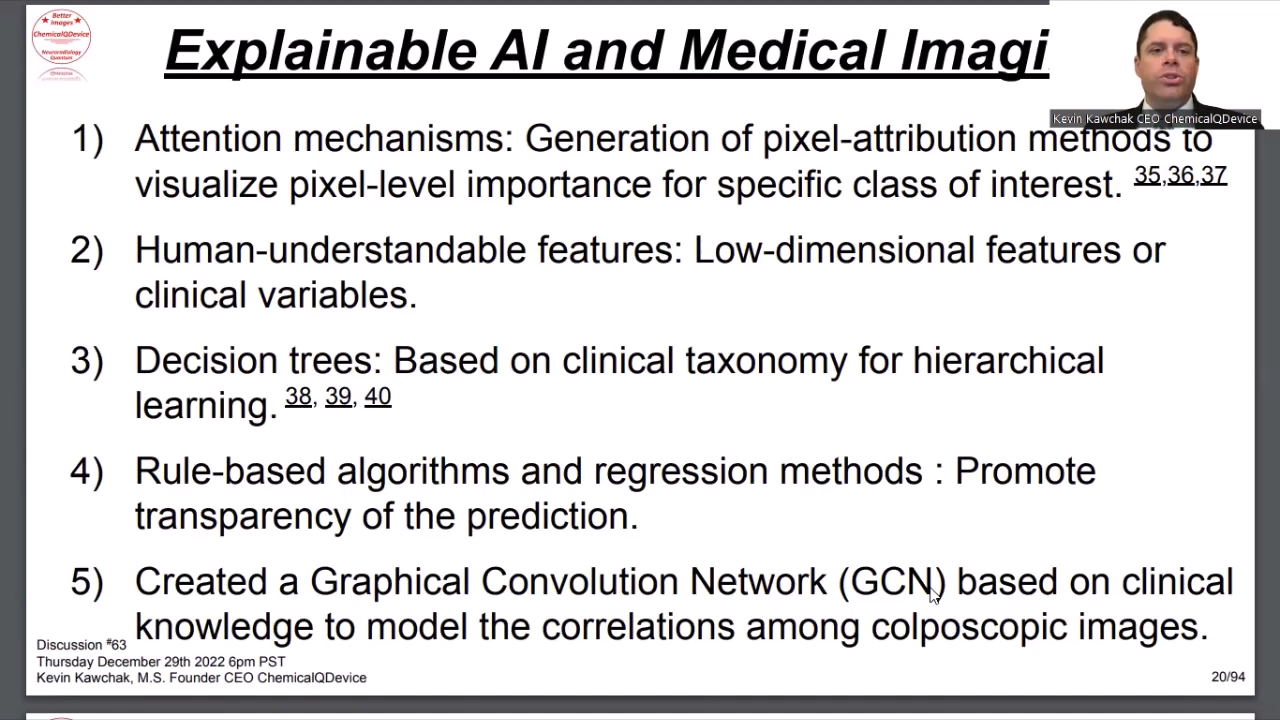 Better
Images
ChemicalQDevice
Neuroradiology
Quantum
Explainable AI and Medical Imagi
Kevin Kawchak CEO ChemicalQDevice
1) Attention mechanisms: Generation of pixel-attribution methods to
visualize pixel-level importance for specific class of interest. 35,36,37
2) Human-understandable features: Low-dimensional features or
clinical variables.
3) Decision trees: Based on clinical taxonomy for hierarchical
learning. 38, 39, 40
4) Rule-based algorithms and regression methods : Promote
transparency of the prediction.
5) Created a Graphical Convolution Network (GCN) based on clinical
knowledge to model the correlations among colposcopic images.
Discussion #63
Thursday December 29th 2022 6pm PST
Kevin Kawchak, M.S. Founder CEO ChemicalQDevice
20/94